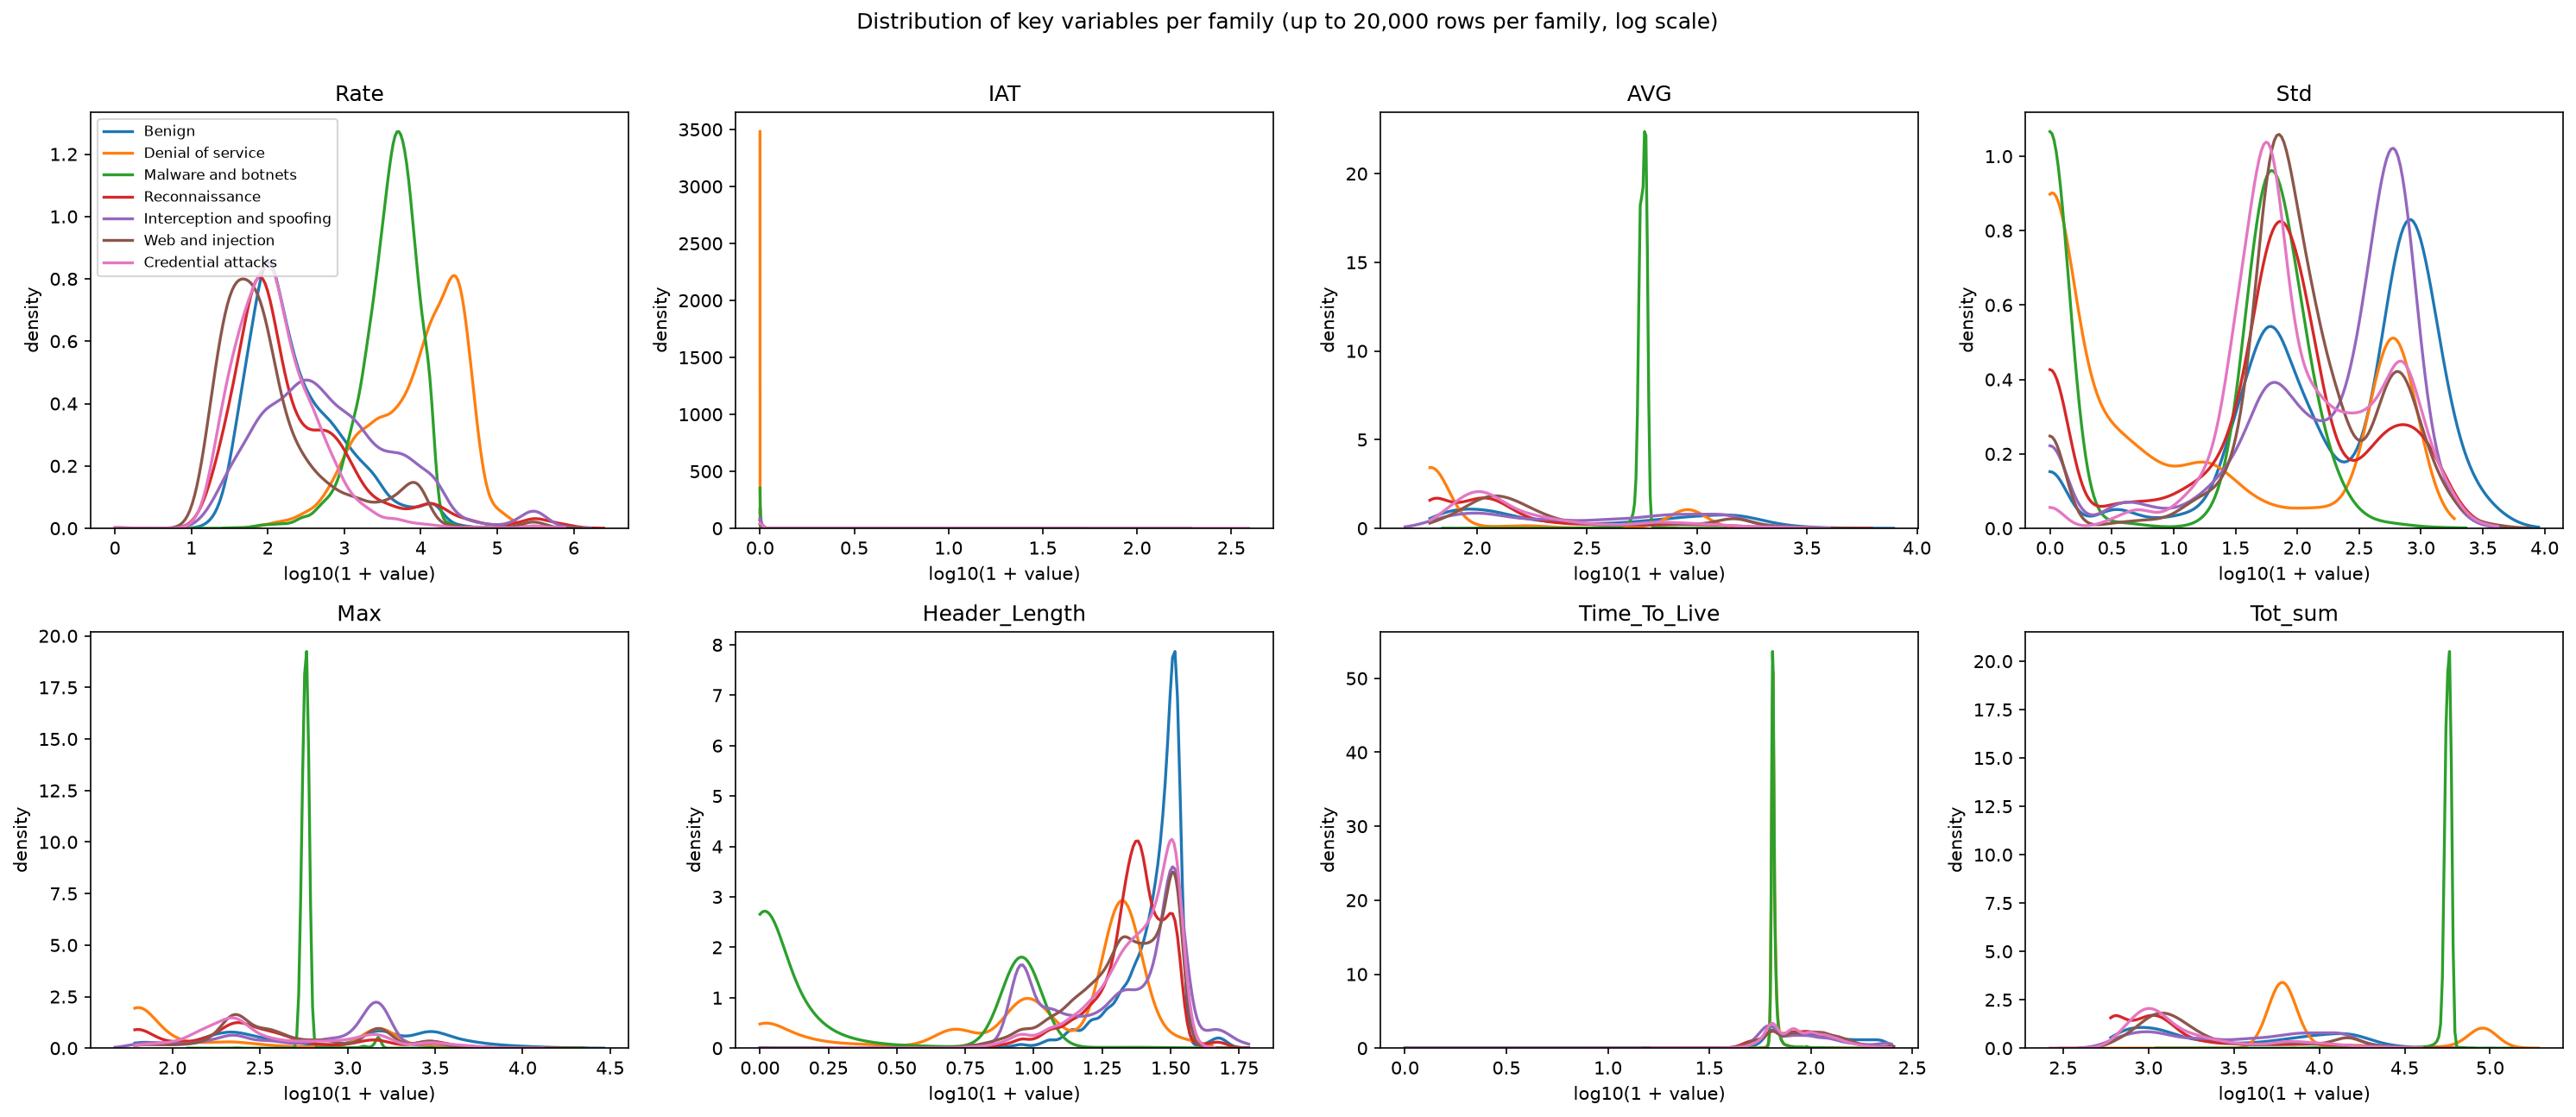 Distribution of key variables per family (up to 20,000 rows per family, log scale)
Rate
Benign
Denial of service
Malware and botnets
Reconnaissance
Interception and spoofing
Web and injection
Credential attacks
1.2
1.0
0.8
0.6
0.4
0.2
0.0
density
0 1 2 3 4 5 6
log10(1 + value)
IAT
3500
3000
2500
2000
1500
1000
500
0
density
0.0 0.5 1.0 1.5 2.0 2.5
log10(1 + value)
AVG
20
15
10
5
0
density
2.0 2.5 3.0 3.5 4.0
log10(1 + value)
Std
1.0
0.8
0.6
0.4
0.2
0.0
density
0.0 0.5 1.0 1.5 2.0 2.5 3.0 3.5 4.0
log10(1 + value)
Max
20.0
17.5
15.0
12.5
10.0
7.5
5.0
2.5
0.0
density
2.0 2.5 3.0 3.5 4.0 4.5
log10(1 + value)
Header_Length
8
7
6
5
4
3
2
1
0
density
0.00 0.25 0.50 0.75 1.00 1.25 1.50 1.75
log10(1 + value)
Time_To_Live
50
40
30
20
10
0
density
0.0 0.5 1.0 1.5 2.0 2.5
log10(1 + value)
Tot_sum
20.0
17.5
15.0
12.5
10.0
7.5
5.0
2.5
0.0
density
2.5 3.0 3.5 4.0 4.5 5.0
log10(1 + value)